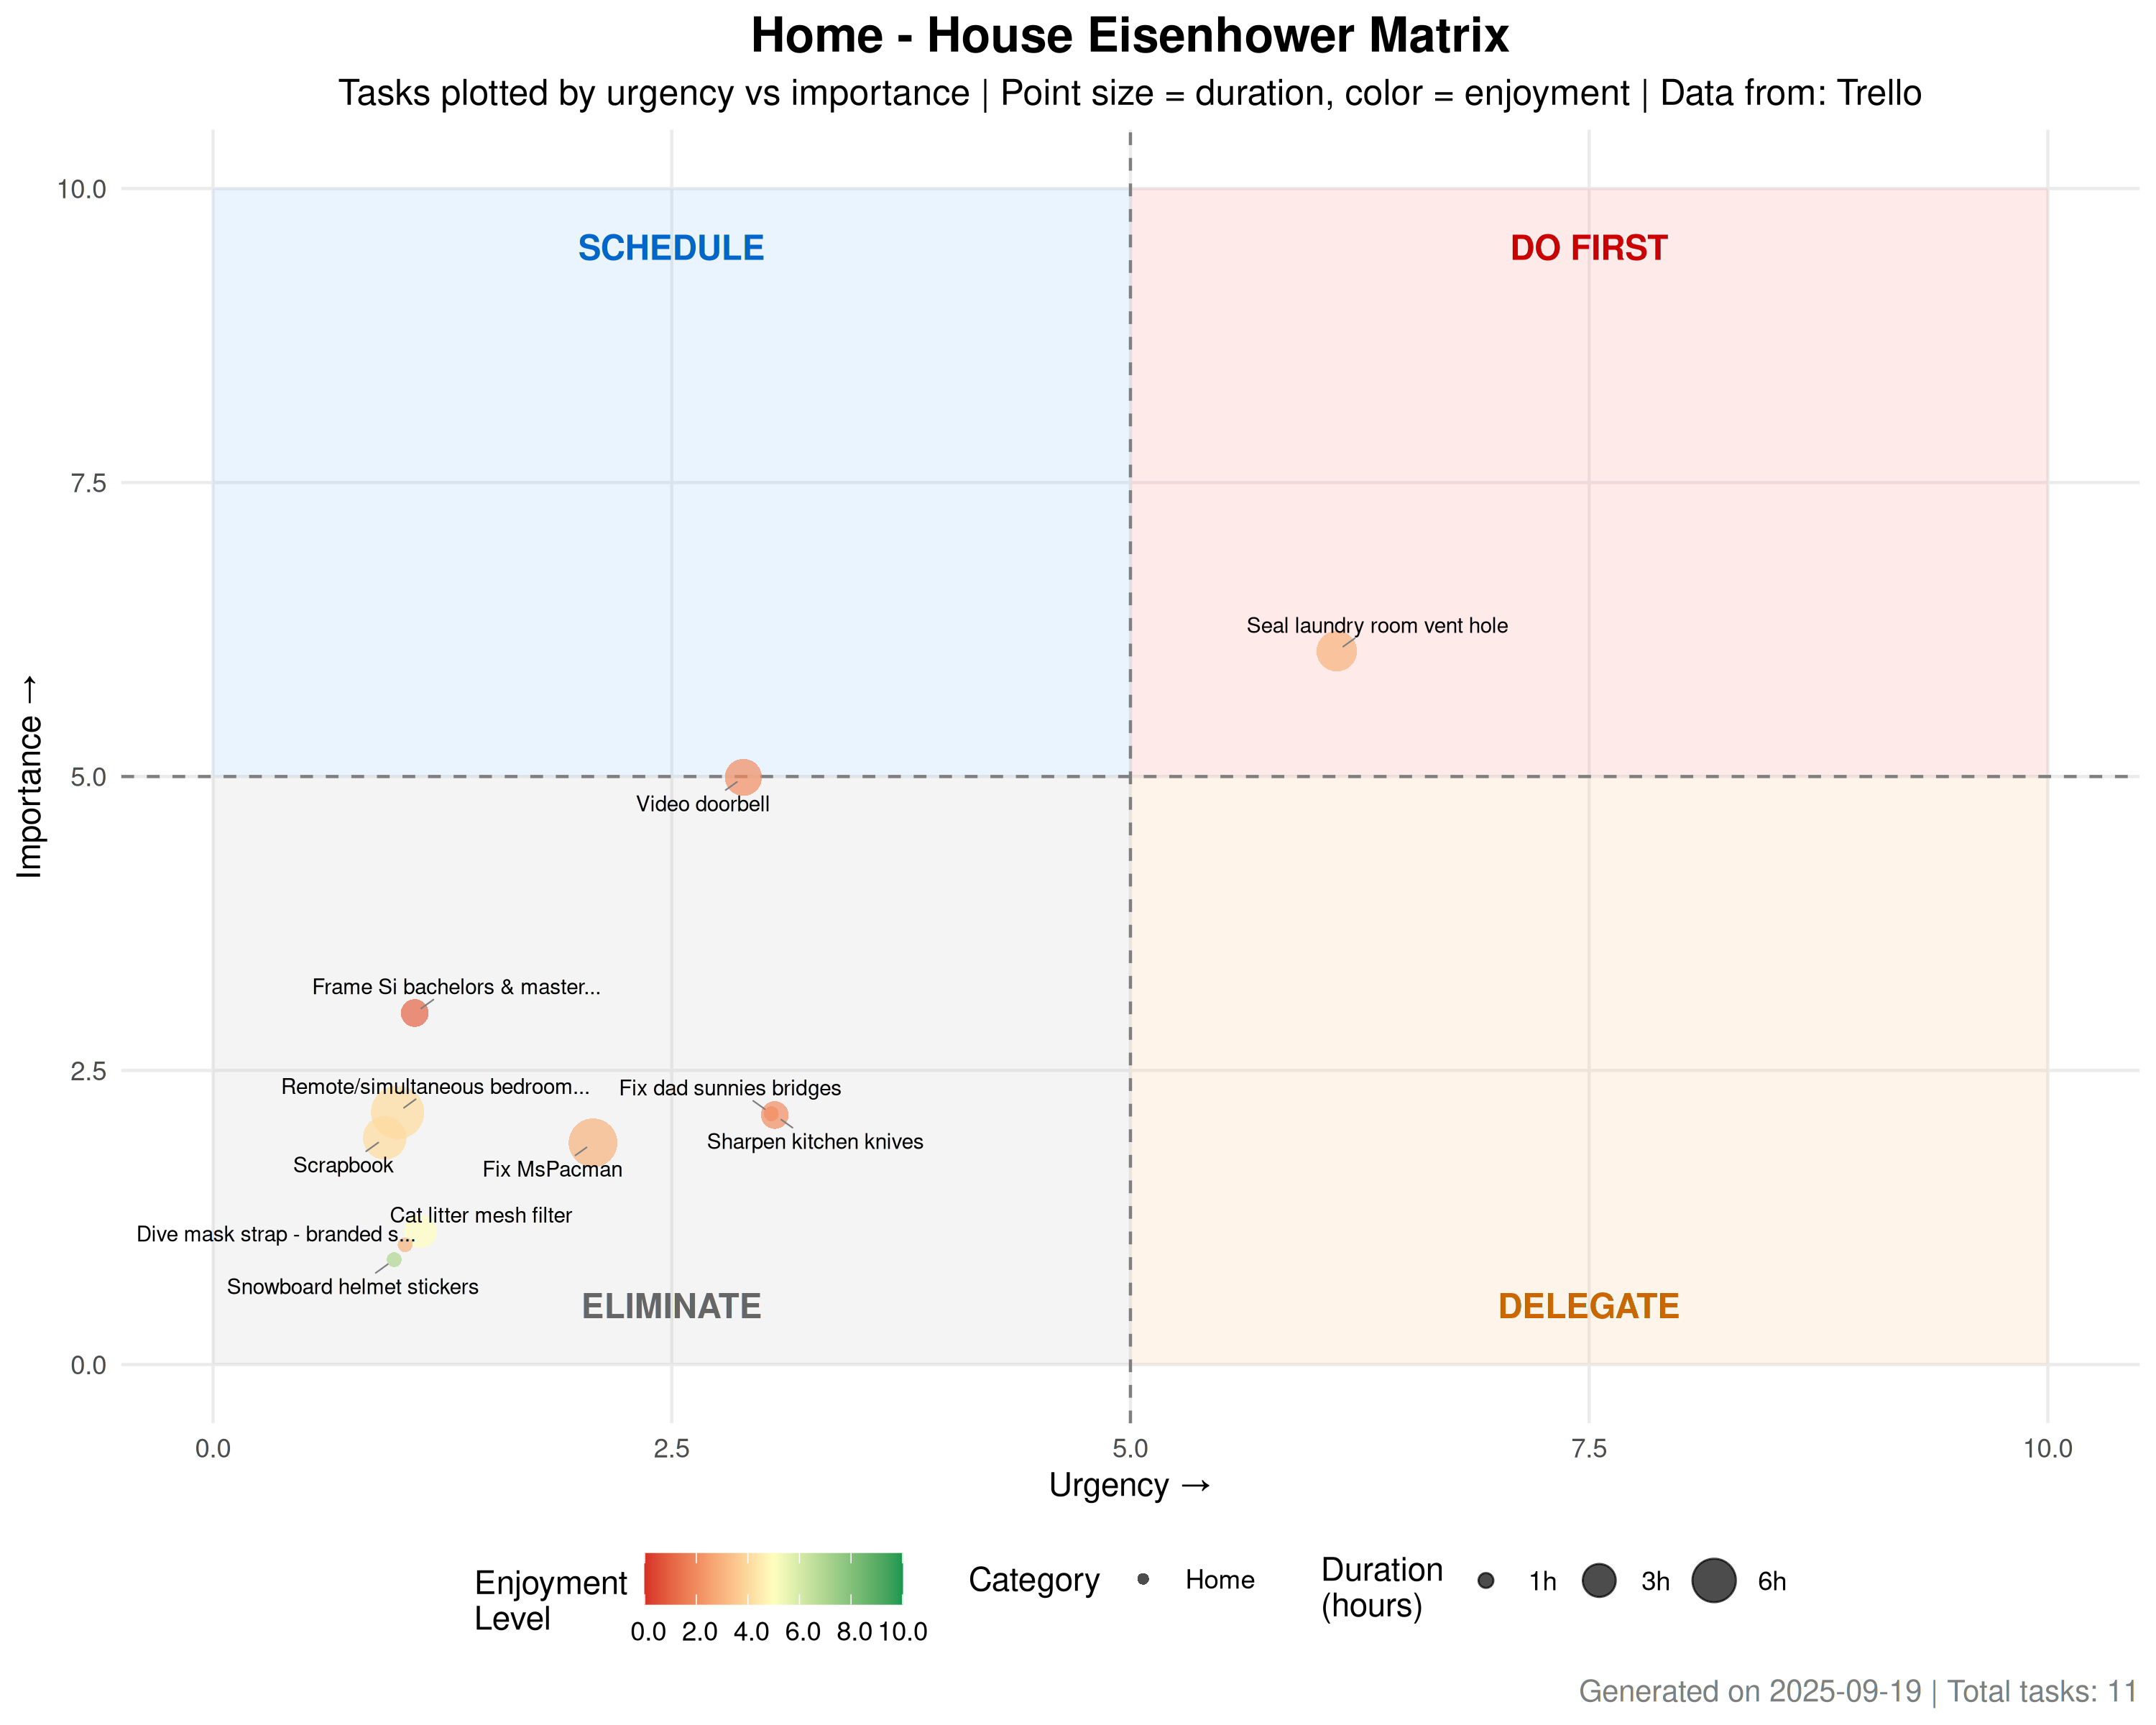 Home - House Eisenhower Matrix
Tasks plotted by urgency vs importance | Point size = duration, color = enjoyment | Data from: Trello
10.0
SCHEDULE
DO FIRST
7.5
Seal laundry room vent hole
Importance →
5.0
Video doorbell
Frame Si bachelors & master...
2.5
Remote/simultaneous bedroom...
Fix dad sunnies bridges
Sharpen kitchen knives
Scrapbook
Fix MsPacman
Cat litter mesh filter
Dive mask strap - branded s...
Snowboard helmet stickers
ELIMINATE
DELEGATE
0.0
0.0 2.5 5.0 7.5 10.0
Urgency →
Enjoyment
Level
0.0 2.0 4.0 6.0 8.0 10.0
Category
Home
Duration
(hours)
1h 3h 6h
Generated on 2025-09-19 | Total tasks: 11